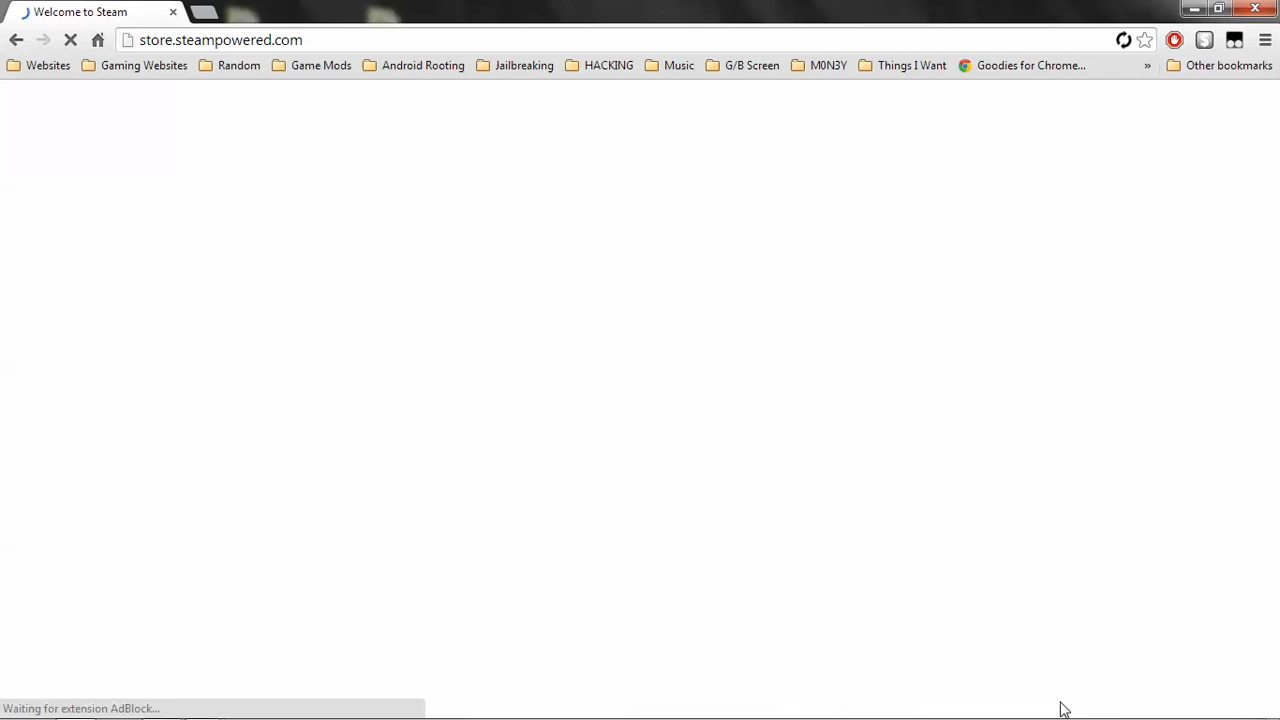 Welcome to Steam
store.steampowered.com
Websites Gaming Websites Random Game Mods Android Rooting Jailbreaking HACKING Music G/B Screen M0N3Y Things I Want Goodies for Chrome... » Other bookmarks
Waiting for extension AdBlock...